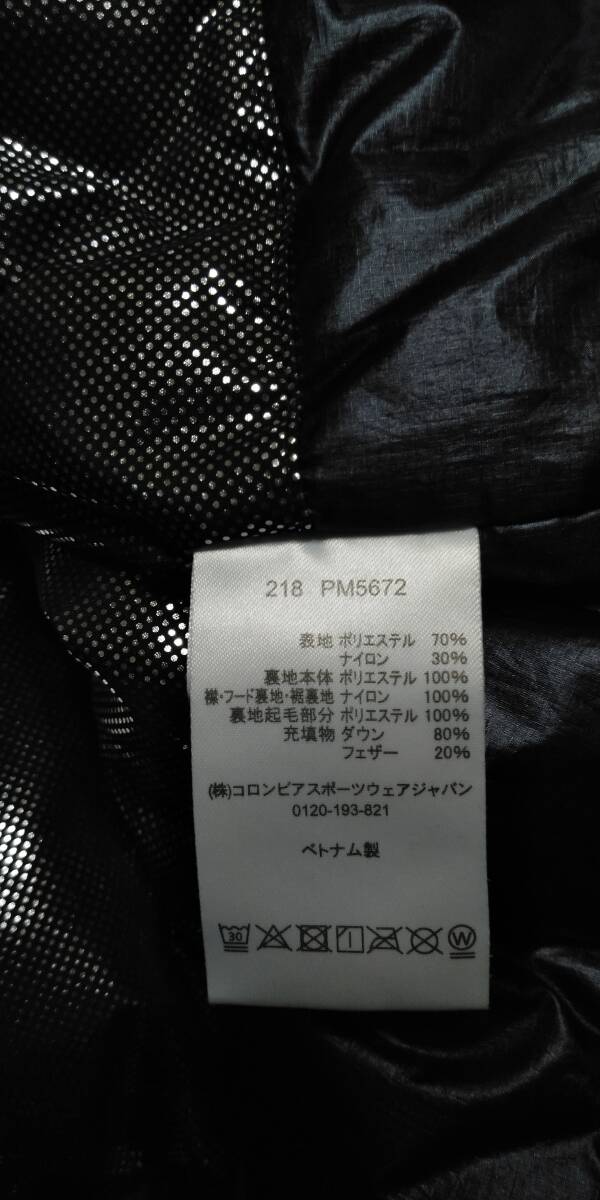 218 PM5672
表地 ポリエステル 70%
ナイロン 30%
裏地本体 ポリエステル 100%
襟・フード裏地・裾裏地 ナイロン 100%
裏地起毛部分 ポリエステル 100%
充填物 ダウン 80%
フェザー 20%
(株)コロンビアスポーツウェアジャパン
0120-193-821
ベトナム製
30 W